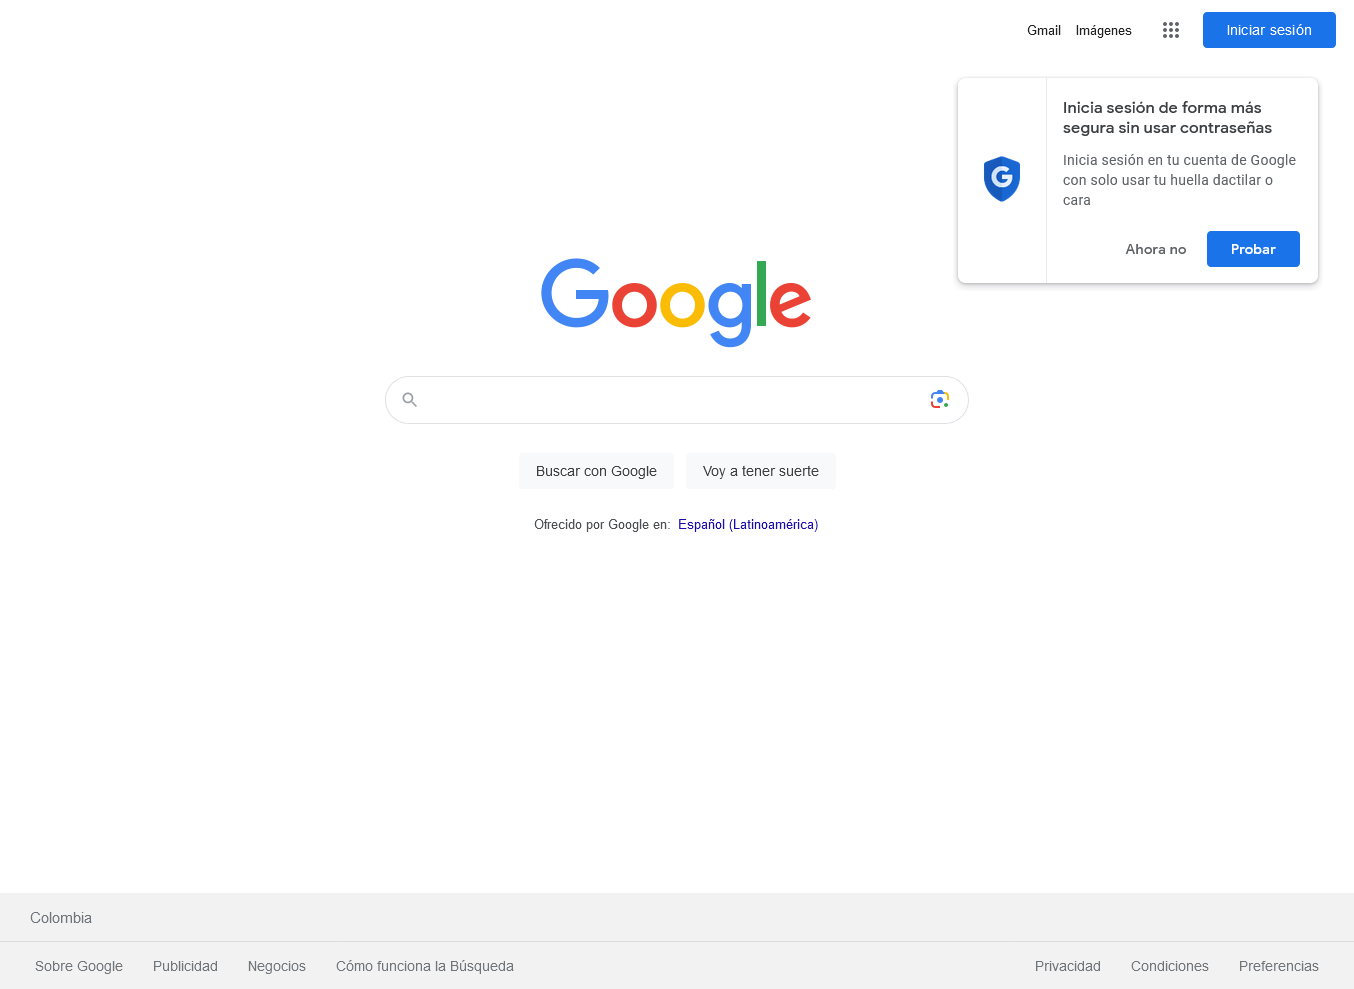 Gmail Imágenes Iniciar sesión
Inicia sesión de forma más
segura sin usar contraseñas
Inicia sesión en tu cuenta de Google
con solo usar tu huella dactilar o
cara
Ahora no Probar
Google
Buscar con Google Voy a tener suerte
Ofrecido por Google en: Español (Latinoamérica)
Colombia
Sobre Google Publicidad Negocios Cómo funciona la Búsqueda Privacidad Condiciones Preferencias